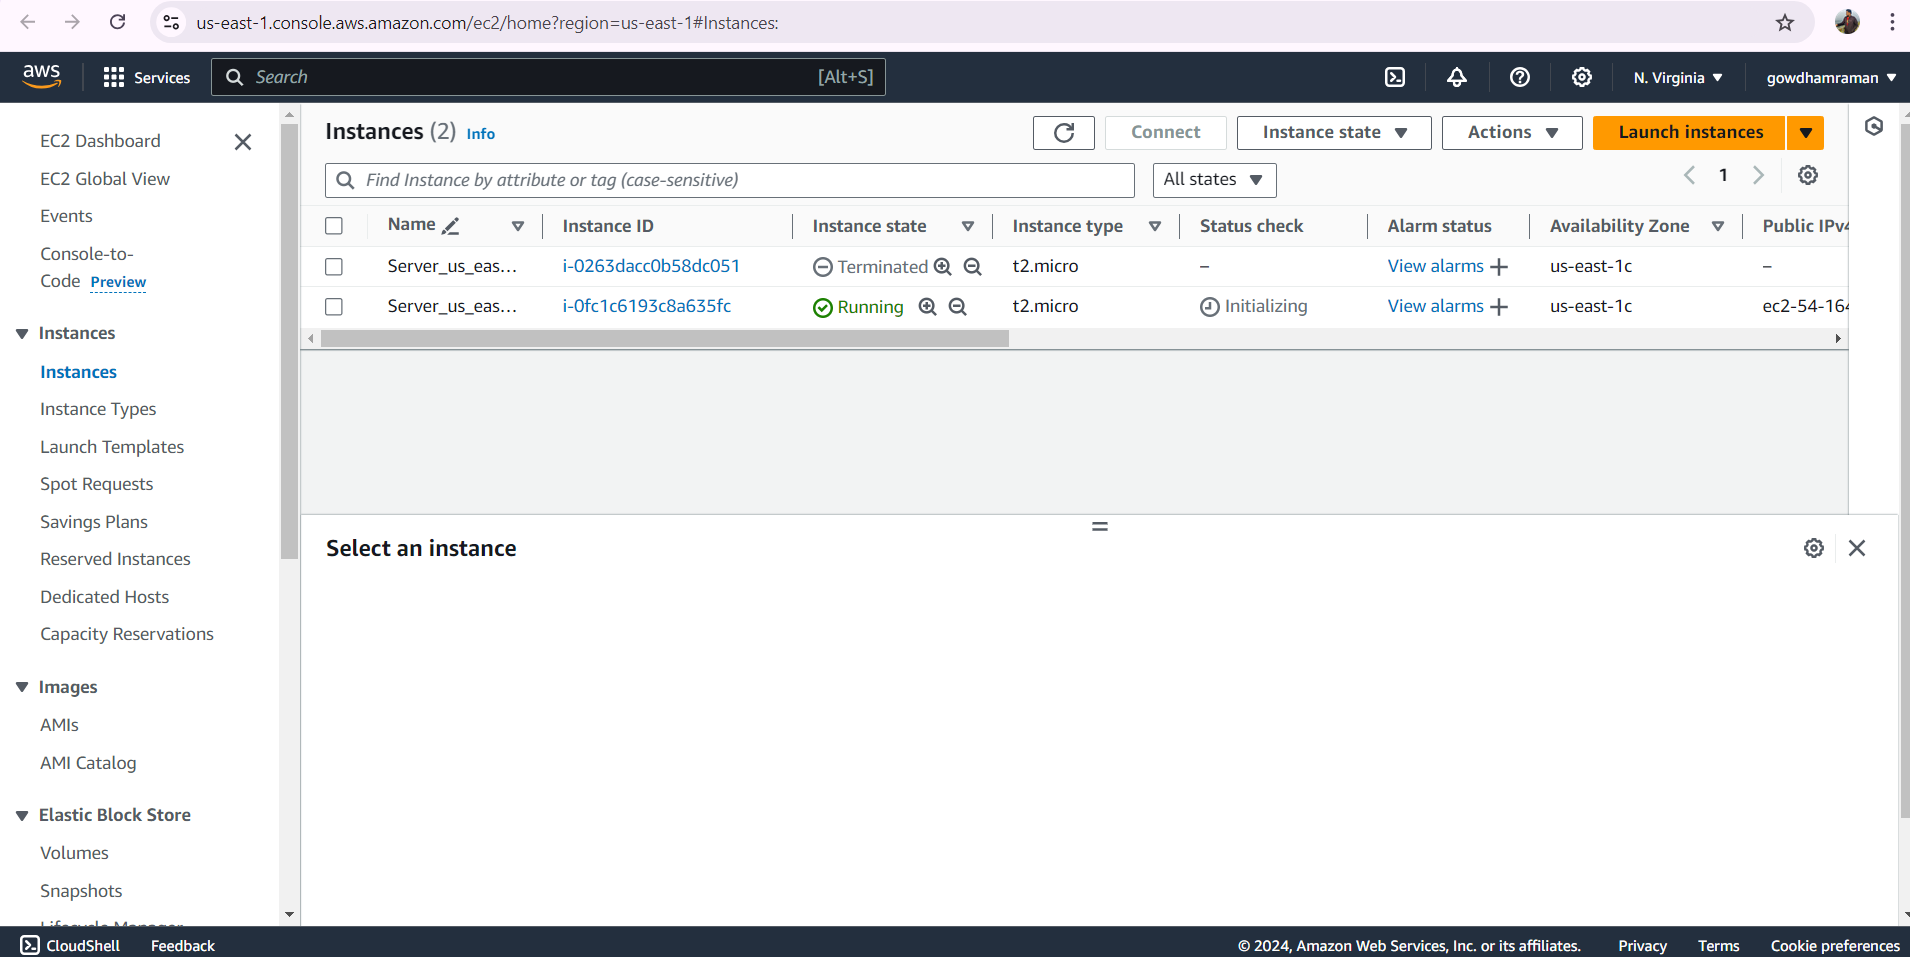 us-east-1.console.aws.amazon.com/ec2/home?region=us-east-1#Instances:
aws
Services
Search
[Alt+S]
N. Virginia
gowdhamraman
EC2 Dashboard
EC2 Global View
Events
Console-to-
Code Preview
Instances
Instances
Instance Types
Launch Templates
Spot Requests
Savings Plans
Reserved Instances
Dedicated Hosts
Capacity Reservations
Images
AMIs
AMI Catalog
Elastic Block Store
Volumes
Snapshots
Lifecycle Manager
Instances (2) Info
Connect
Instance state
Actions
Launch instances
Find Instance by attribute or tag (case-sensitive)
All states
1
Name Instance ID Instance state Instance type Status check Alarm status Availability Zone Public IPv4
Server_us_eas... i-0263dacc0b58dc051 Terminated t2.micro – View alarms + us-east-1c –
Server_us_eas... i-0fc1c6193c8a635fc Running t2.micro Initializing View alarms + us-east-1c ec2-54-164
Select an instance
CloudShell Feedback
© 2024, Amazon Web Services, Inc. or its affiliates. Privacy Terms Cookie preferences